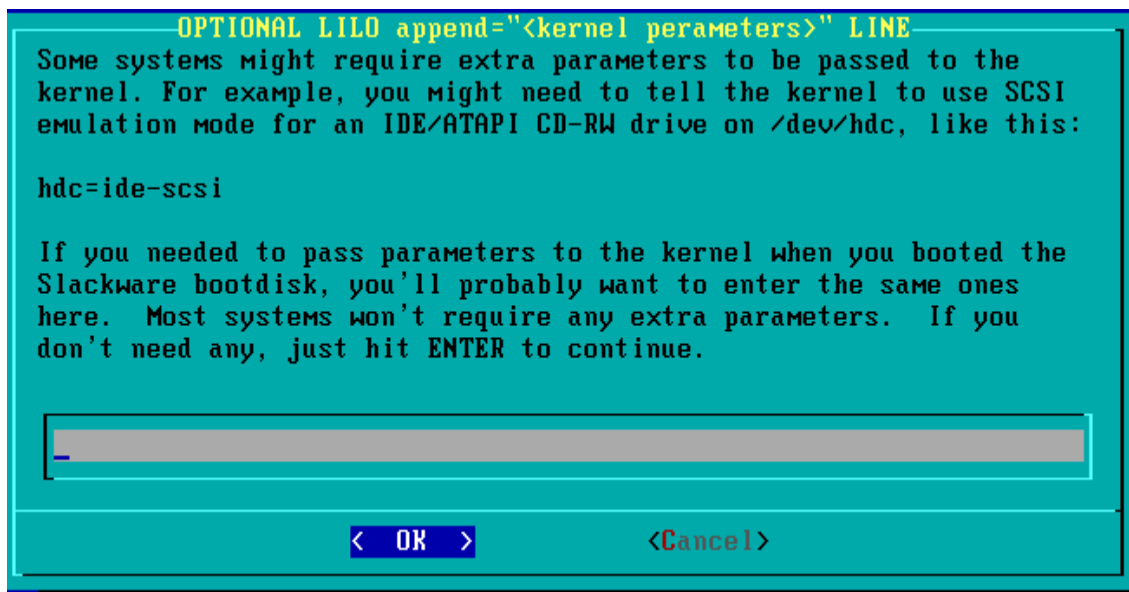 OPTIONAL LILO append="<kernel perameters>" LINE
Some systems might require extra parameters to be passed to the
kernel. For example, you might need to tell the kernel to use SCSI
emulation mode for an IDE/ATAPI CD-RW drive on /dev/hdc, like this:
hdc=ide-scsi
If you needed to pass parameters to the kernel when you booted the
Slackware bootdisk, you'll probably want to enter the same ones
here.  Most systems won't require any extra parameters.  If you
don't need any, just hit ENTER to continue.
<  OK  > <Cancel>